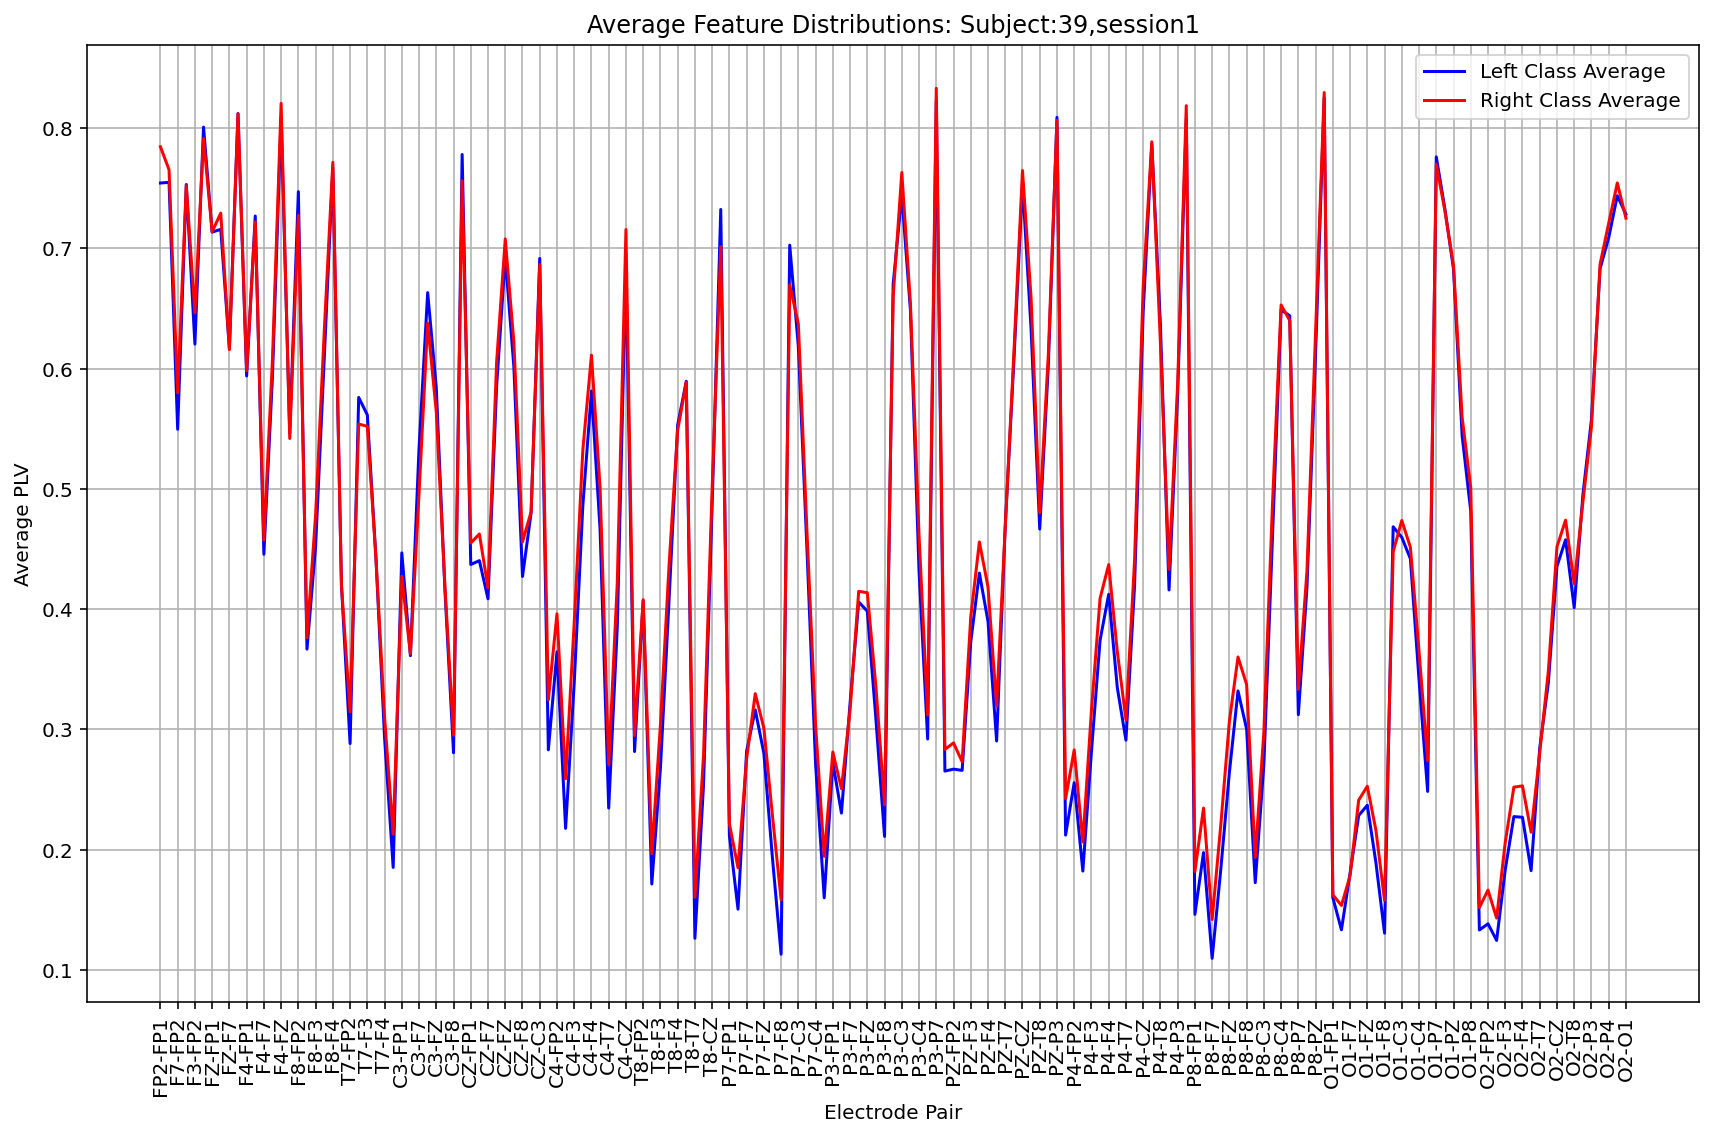 Average Feature Distributions: Subject:39,session1
Left Class Average
Right Class Average
Average PLV
0.8
0.7
0.6
0.5
0.4
0.3
0.2
0.1
FP2-FP1
F7-FP2
F3-FP2
FZ-FP1
FZ-F7
F4-FP1
F4-F7
F4-FZ
F8-FP2
F8-F3
F8-F4
T7-FP2
T7-F3
T7-F4
C3-FP1
C3-F7
C3-FZ
C3-F8
CZ-FP1
CZ-F7
CZ-FZ
CZ-F8
CZ-C3
C4-FP2
C4-F3
C4-F4
C4-T7
C4-CZ
T8-FP2
T8-F3
T8-F4
T8-T7
T8-CZ
P7-FP1
P7-F7
P7-FZ
P7-F8
P7-C3
P7-C4
P3-FP1
P3-F7
P3-FZ
P3-F8
P3-C3
P3-C4
P3-P7
PZ-FP2
PZ-F3
PZ-F4
PZ-T7
PZ-CZ
PZ-T8
PZ-P3
P4-FP2
P4-F3
P4-F4
P4-T7
P4-CZ
P4-T8
P4-P3
P8-FP1
P8-F7
P8-FZ
P8-F8
P8-C3
P8-C4
P8-P7
P8-PZ
O1-FP1
O1-F7
O1-FZ
O1-F8
O1-C3
O1-C4
O1-P7
O1-PZ
O1-P8
O2-FP2
O2-F3
O2-F4
O2-T7
O2-CZ
O2-T8
O2-P3
O2-P4
O2-O1
Electrode Pair